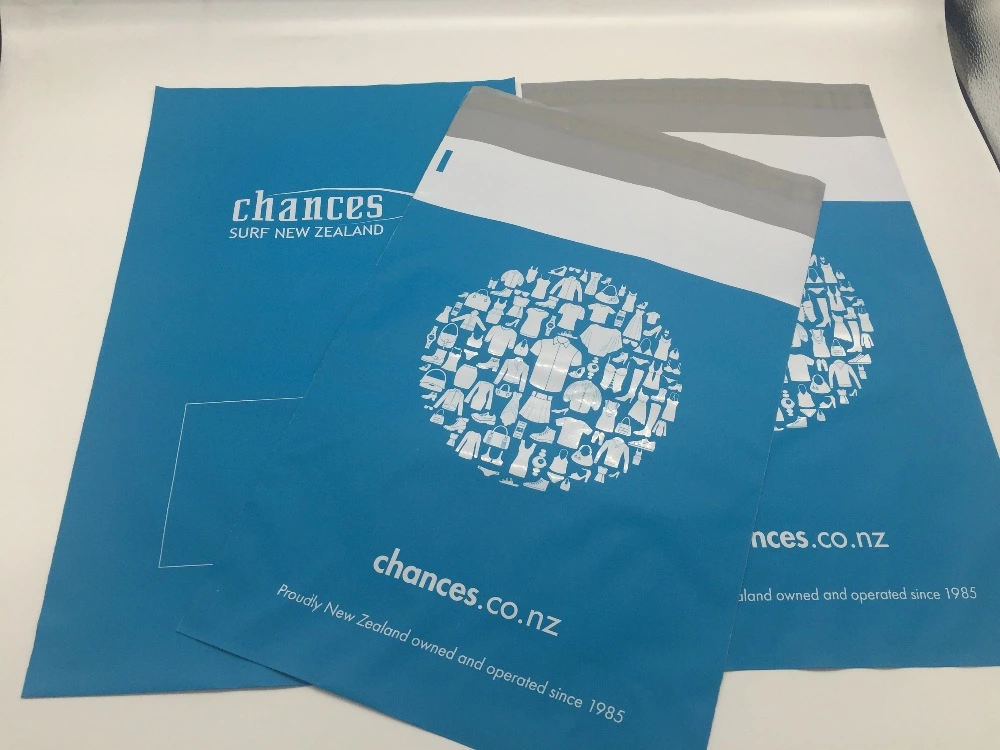 chances
SURF NEW ZEALAND
chances.co.nz
Proudly New Zealand owned and operated since 1985
nces.co.nz
aland owned and operated since 1985